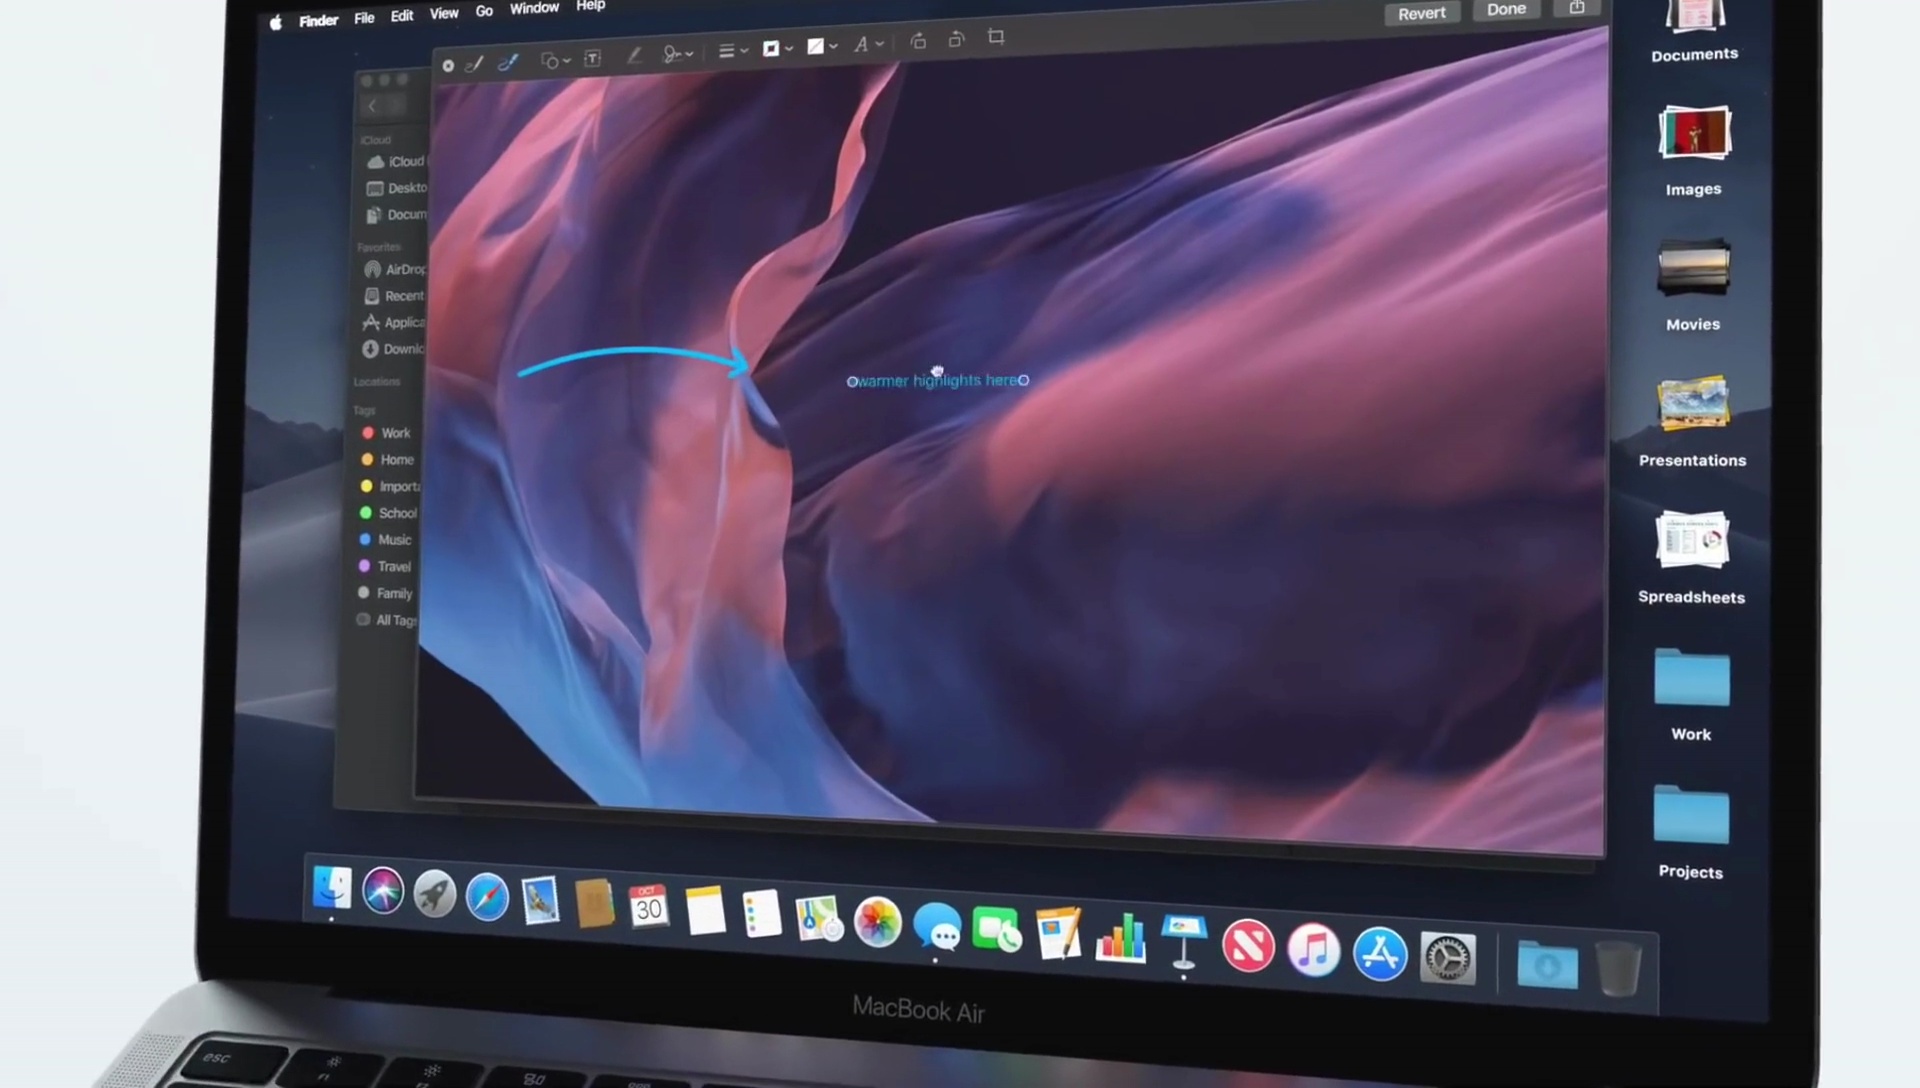 Finder File Edit View Go Window Help
Revert Done
iCloud
iCloud
Deskto
Docum
Favorites
AirDrop
Recent
Applica
Downlo
Locations
Tags
Work
Home
Importa
School
Music
Travel
Family
All Tags
warmer highlights here
Documents
Images
Movies
Presentations
Spreadsheets
Work
Projects
OCT
30
MacBook Air
esc
F1
F2